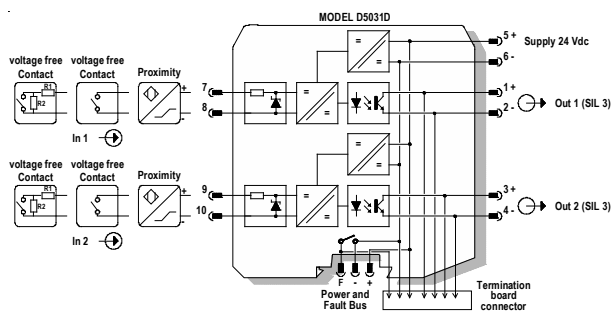 MODEL D5031D
5 +
Supply 24 Vdc
6 -
voltage free
Contact
voltage free
Contact
Proximity
R1
R2
+
-
7
8
1 +
2 -
Out 1 (SIL 3)
In 1
voltage free
Contact
voltage free
Contact
Proximity
R1
R2
+
-
9
10
3 +
4 -
Out 2 (SIL 3)
In 2
F - +
Power and
Fault Bus
Termination
board
connector